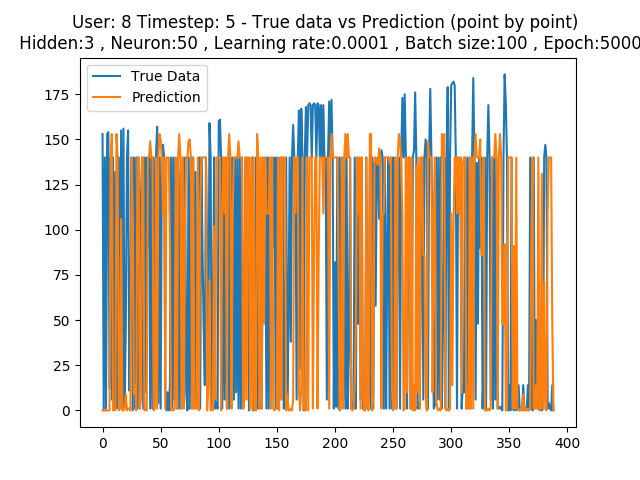 User: 8 Timestep: 5 - True data vs Prediction (point by point)
Hidden:3 , Neuron:50 , Learning rate:0.0001 , Batch size:100 , Epoch:5000
True Data
Prediction
175
150
125
100
75
50
25
0
0 50 100 150 200 250 300 350 400